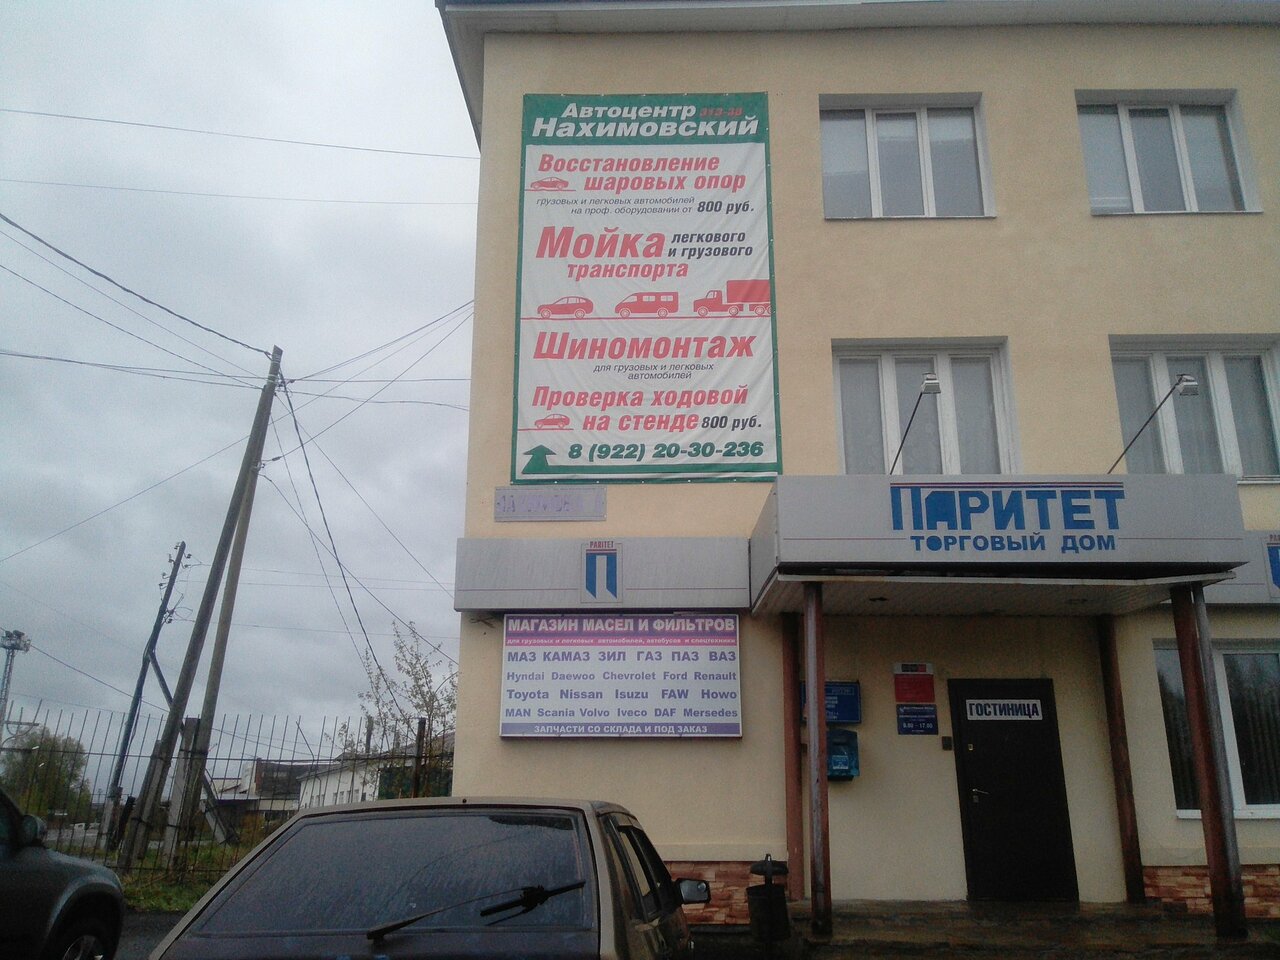 Автоцентр 313-30
Нахимовский
Восстановление
шаровых опор
грузовых и легковых автомобилей
на проф. оборудовании от 800 руб.
Мойка легкового
и грузового
транспорта
Шиномонтаж
для грузовых и легковых
автомобилей
Проверка ходовой
на стенде 800 руб.
8 (922) 20-30-236
PARITET
П
ПАРИТЕТ
ТОРГОВЫЙ ДОМ
МАГАЗИН МАСЕЛ И ФИЛЬТРОВ
для грузовых и легковых автомобилей, автобусов и спецтехники
МАЗ КАМАЗ ЗИЛ ГАЗ ПАЗ ВАЗ
Hyndai Daewoo Chevrolet Ford Renault
Toyota Nissan Isuzu FAW Howo
MAN Scania Volvo Iveco DAF Mersedes
ЗАПЧАСТИ СО СКЛАДА И ПОД ЗАКАЗ
ГОСТИНИЦА